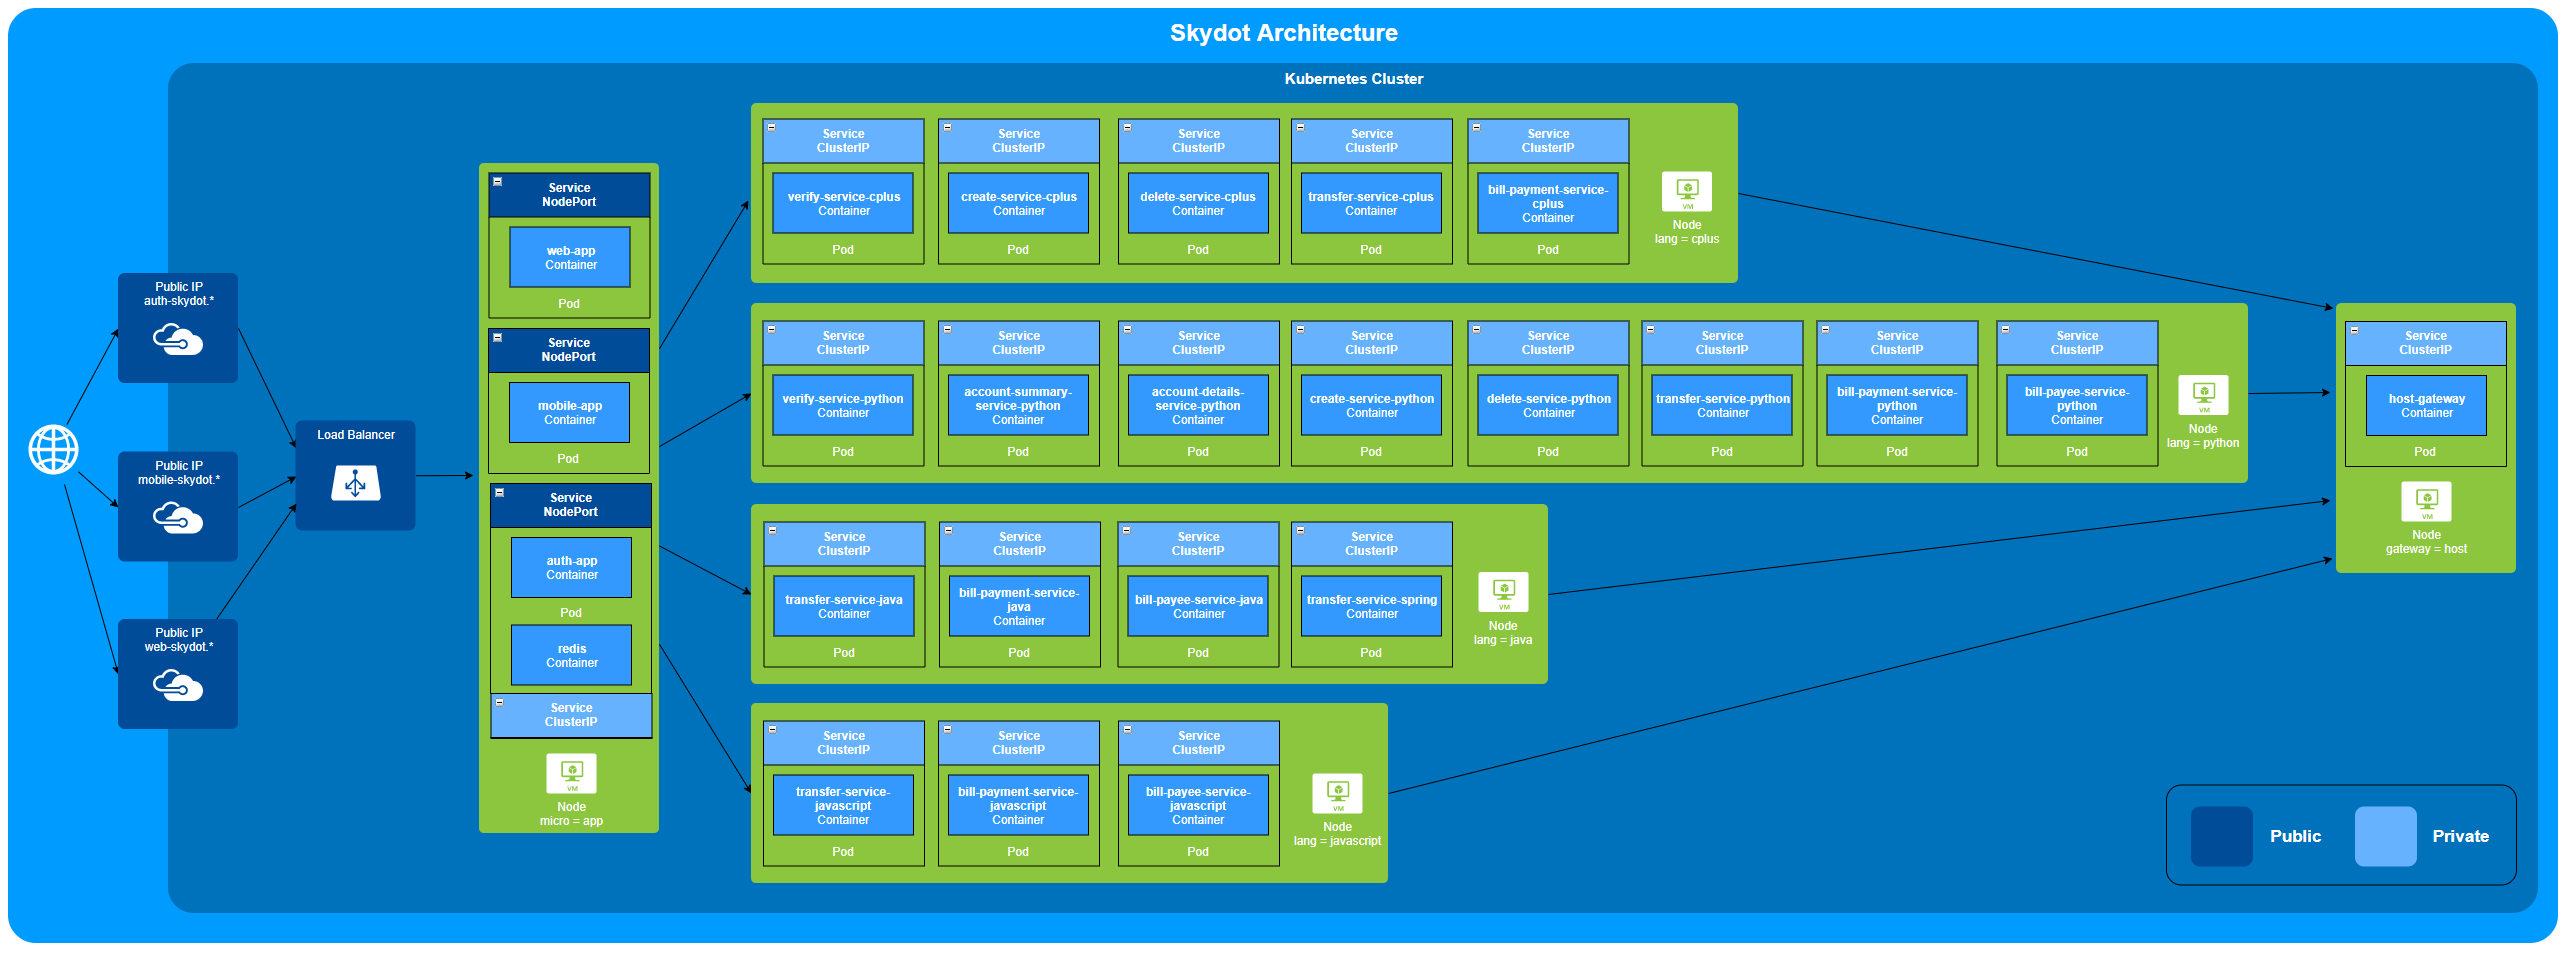 Skydot Architecture
Kubernetes Cluster
Public IP
auth-skydot.*
Public IP
mobile-skydot.*
Public IP
web-skydot.*
Load Balancer
Service
NodePort
web-app
Container
Pod
Service
NodePort
mobile-app
Container
Pod
Service
NodePort
auth-app
Container
Pod
redis
Container
Service
ClusterIP
VM
Node
micro = app
Service
ClusterIP
verify-service-cplus
Container
Pod
Service
ClusterIP
create-service-cplus
Container
Pod
Service
ClusterIP
delete-service-cplus
Container
Pod
Service
ClusterIP
transfer-service-cplus
Container
Pod
Service
ClusterIP
bill-payment-service-
cplus
Container
Pod
VM
Node
lang = cplus
Service
ClusterIP
verify-service-python
Container
Pod
Service
ClusterIP
account-summary-
service-python
Container
Pod
Service
ClusterIP
account-details-
service-python
Container
Pod
Service
ClusterIP
create-service-python
Container
Pod
Service
ClusterIP
delete-service-python
Container
Pod
Service
ClusterIP
transfer-service-python
Container
Pod
Service
ClusterIP
bill-payment-service-
python
Container
Pod
Service
ClusterIP
bill-payee-service-
python
Container
Pod
VM
Node
lang = python
Service
ClusterIP
transfer-service-java
Container
Pod
Service
ClusterIP
bill-payment-service-
java
Container
Pod
Service
ClusterIP
bill-payee-service-java
Container
Pod
Service
ClusterIP
transfer-service-spring
Container
Pod
VM
Node
lang = java
Service
ClusterIP
transfer-service-
javascript
Container
Pod
Service
ClusterIP
bill-payment-service-
javascript
Container
Pod
Service
ClusterIP
bill-payee-service-
javascript
Container
Pod
VM
Node
lang = javascript
Service
ClusterIP
host-gateway
Container
Pod
VM
Node
gateway = host
Public
Private